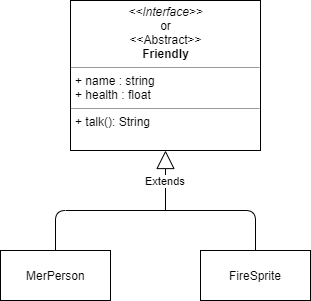 <<Interface>>
or
<<Abstract>>
Friendly
+ name : string
+ health : float
+ talk(): String
Extends
MerPerson
FireSprite